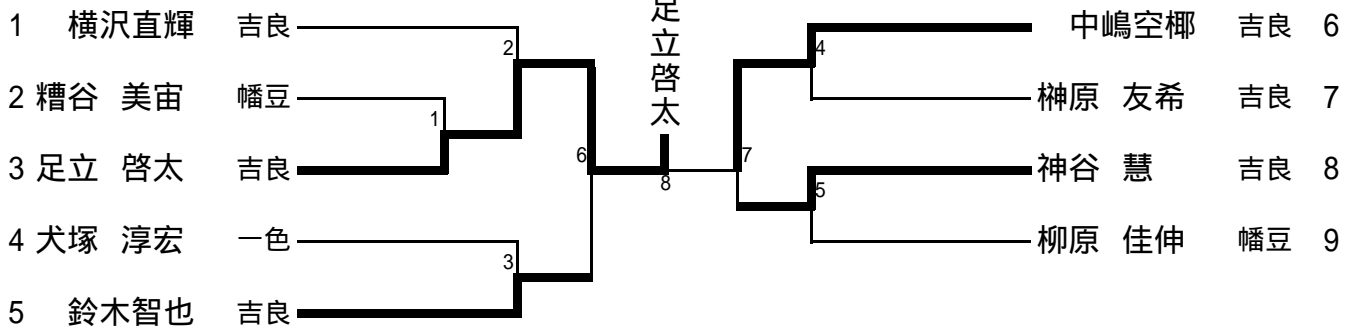 足立啓太
1 横沢直輝 吉良
2 糟谷 美宙 幡豆
3 足立 啓太 吉良
4 犬塚 淳宏 一色
5 鈴木智也 吉良
2
1
6
3
8
7
4
5
中嶋空椰 吉良 6
榊原 友希 吉良 7
神谷 慧 吉良 8
柳原 佳伸 幡豆 9